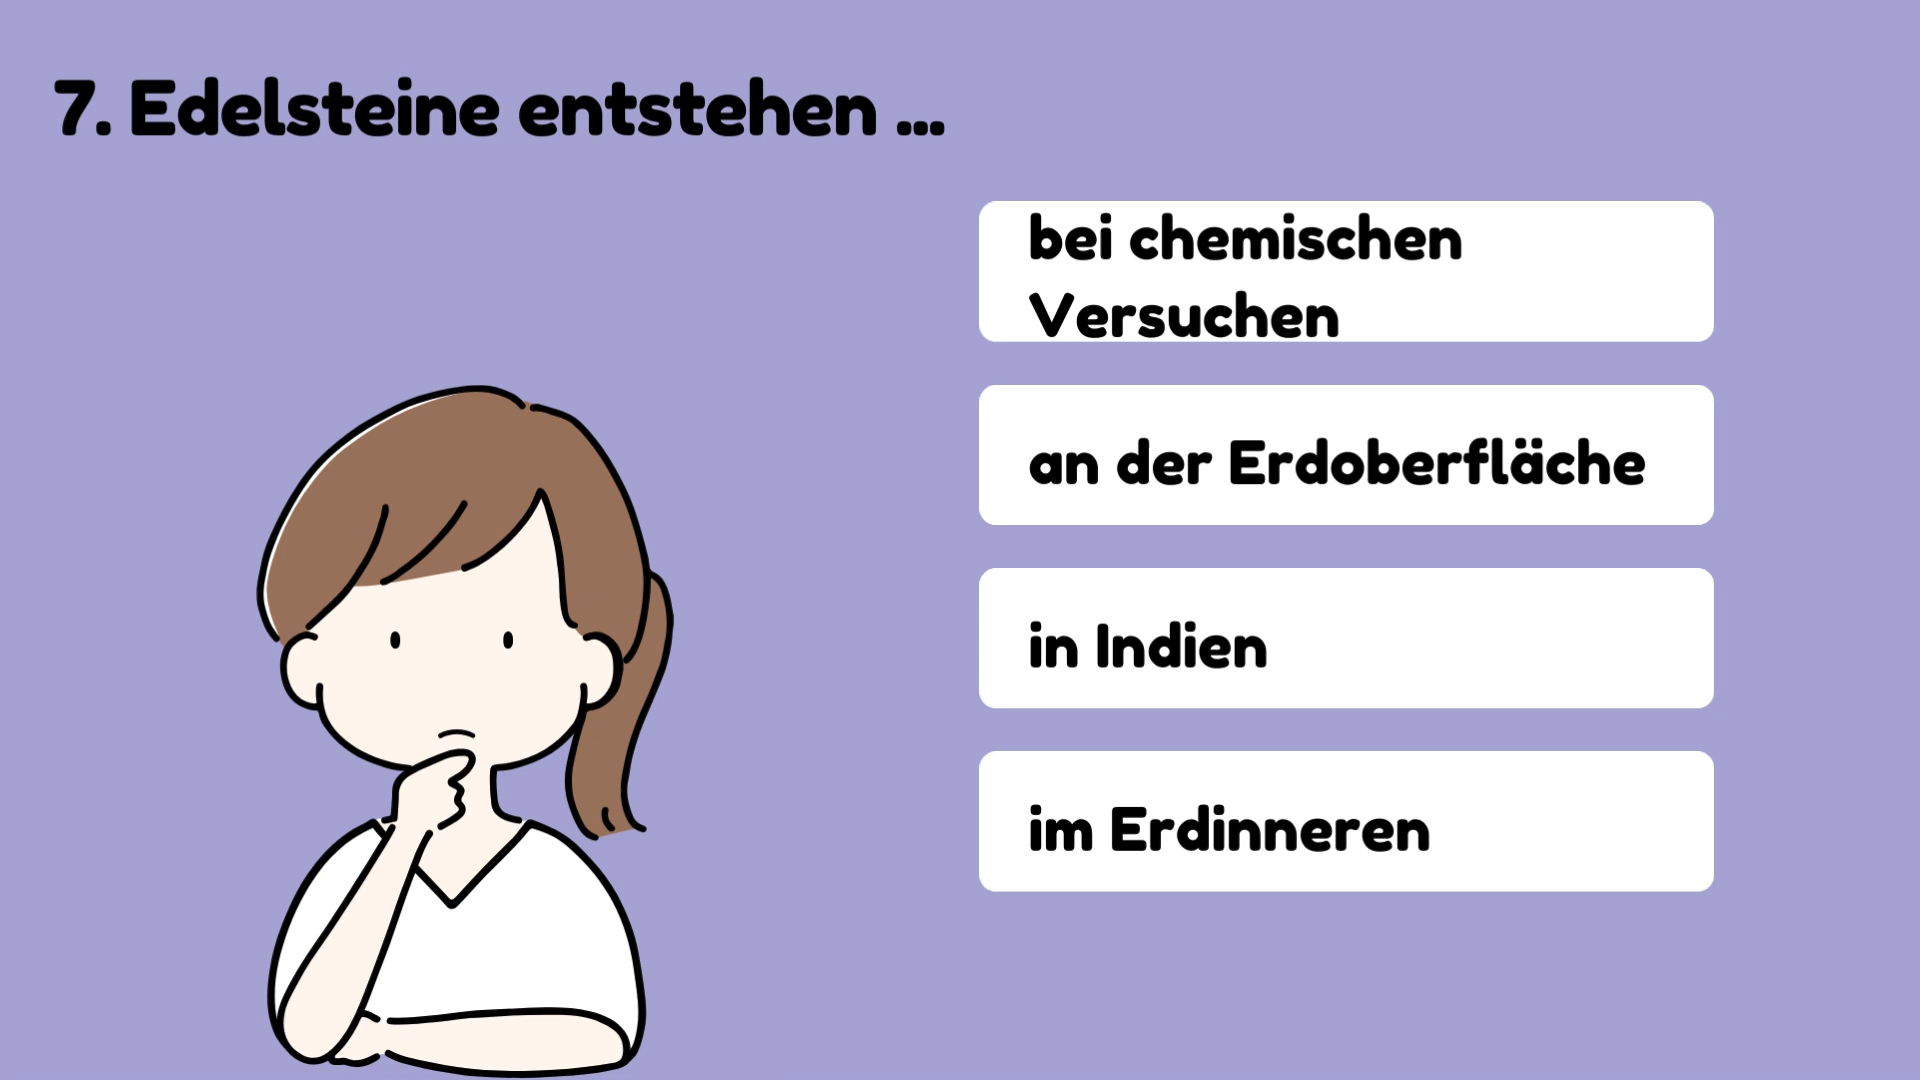 7. Edelsteine entstehen ...
bei chemischen
Versuchen
an der Erdoberfläche
in Indien
im Erdinneren